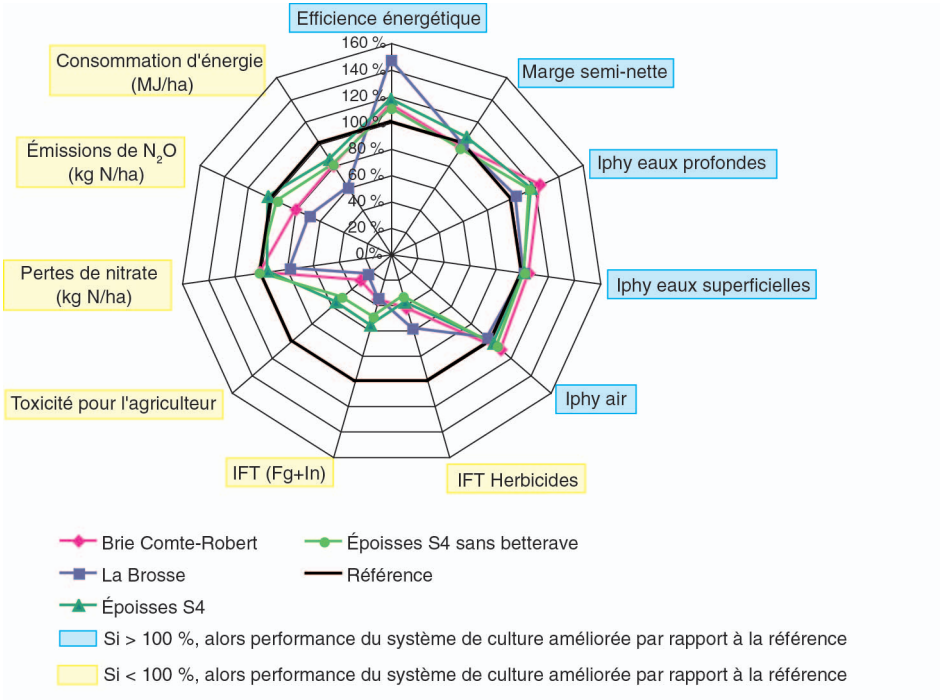 Efficience énergétique
160 %
Consommation d'énergie
(MJ/ha)
140 %
Marge semi-nette
120 %
100 %
Émissions de N2O
(kg N/ha)
80 %
Iphy eaux profondes
60 %
40 %
20 %
0 %
Pertes de nitrate
(kg N/ha)
Iphy eaux superficielles
Toxicité pour l'agriculteur
Iphy air
IFT (Fg+In)
IFT Herbicides
Brie Comte-Robert
Époisses S4 sans betterave
La Brosse
Référence
Époisses S4
Si > 100 %, alors performance du système de culture améliorée par rapport à la référence
Si < 100 %, alors performance du système de culture améliorée par rapport à la référence